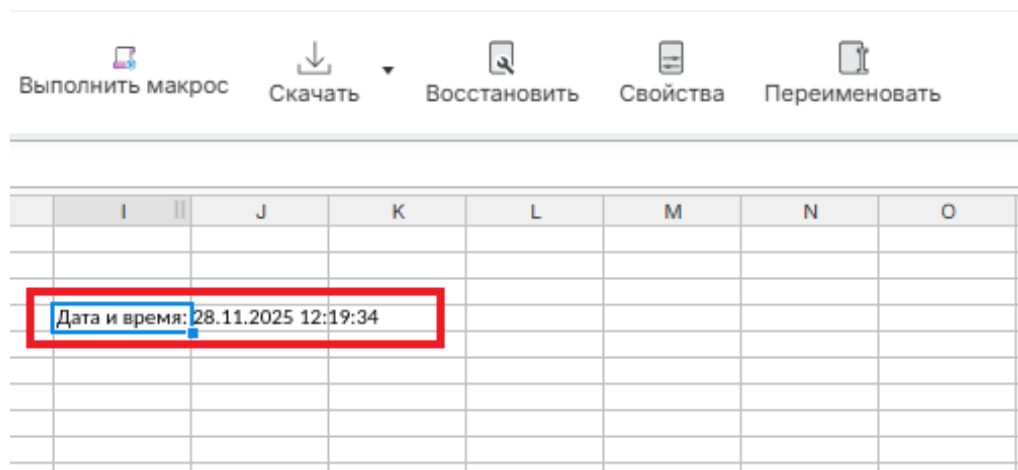 Выполнить макрос
Скачать
Восстановить
Свойства
Переименовать
I J K L M N O
Дата и время: 28.11.2025 12:19:34